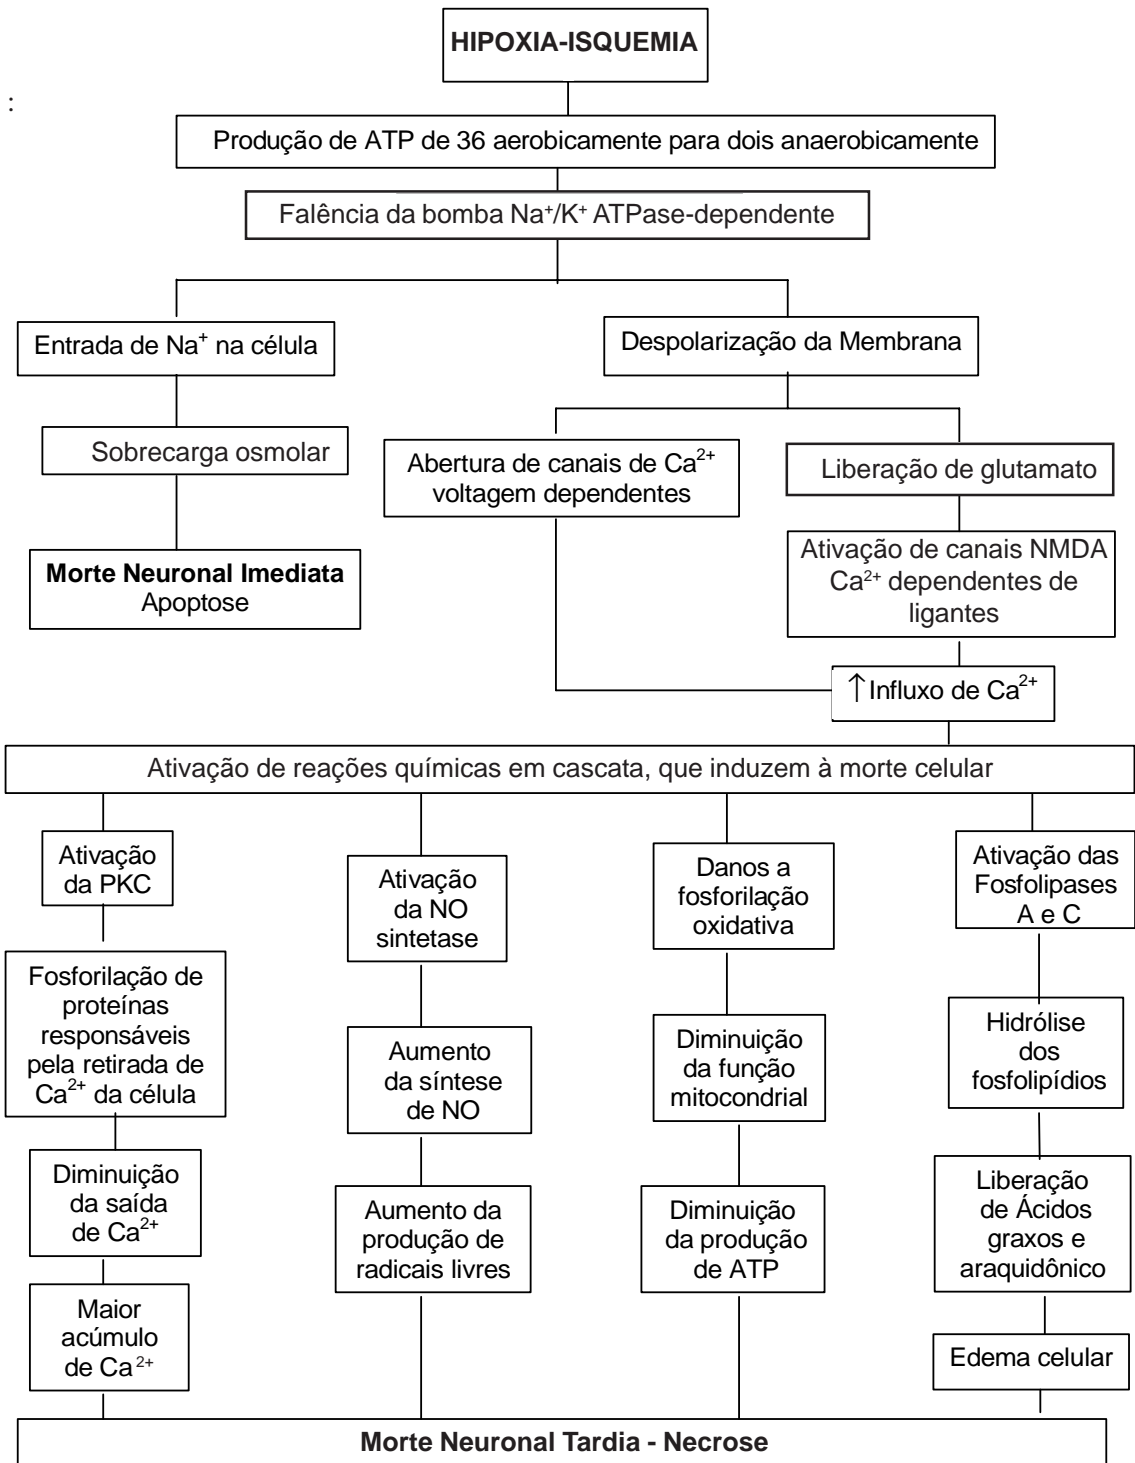 HIPOXIA-ISQUEMIA
:
Produção de ATP de 36 aerobicamente para dois anaerobicamente
Falência da bomba Na⁺/K⁺ ATPase-dependente
Entrada de Na⁺ na célula
Despolarização da Membrana
Sobrecarga osmolar
Abertura de canais de Ca²⁺
voltagem dependentes
Liberação de glutamato
Morte Neuronal Imediata
Apoptose
Ativação de canais NMDA
Ca²⁺ dependentes de
ligantes
↑Influxo de Ca²⁺
Ativação de reações químicas em cascata, que induzem à morte celular
Ativação
da PKC
Fosforilação de
proteínas
responsáveis
pela retirada de
Ca²⁺ da célula
Diminuição
da saída
de Ca²⁺
Maior
acúmulo
de Ca²⁺
Ativação
da NO
sintetase
Aumento
da síntese
de NO
Aumento da
produção de
radicais livres
Danos a
fosforilação
oxidativa
Diminuição
da função
mitocondrial
Diminuição
da produção
de ATP
Ativação das
Fosfolipases
A e C
Hidrólise
dos
fosfolipídios
Liberação
de Ácidos
graxos e
araquidônico
Edema celular
Morte Neuronal Tardia - Necrose